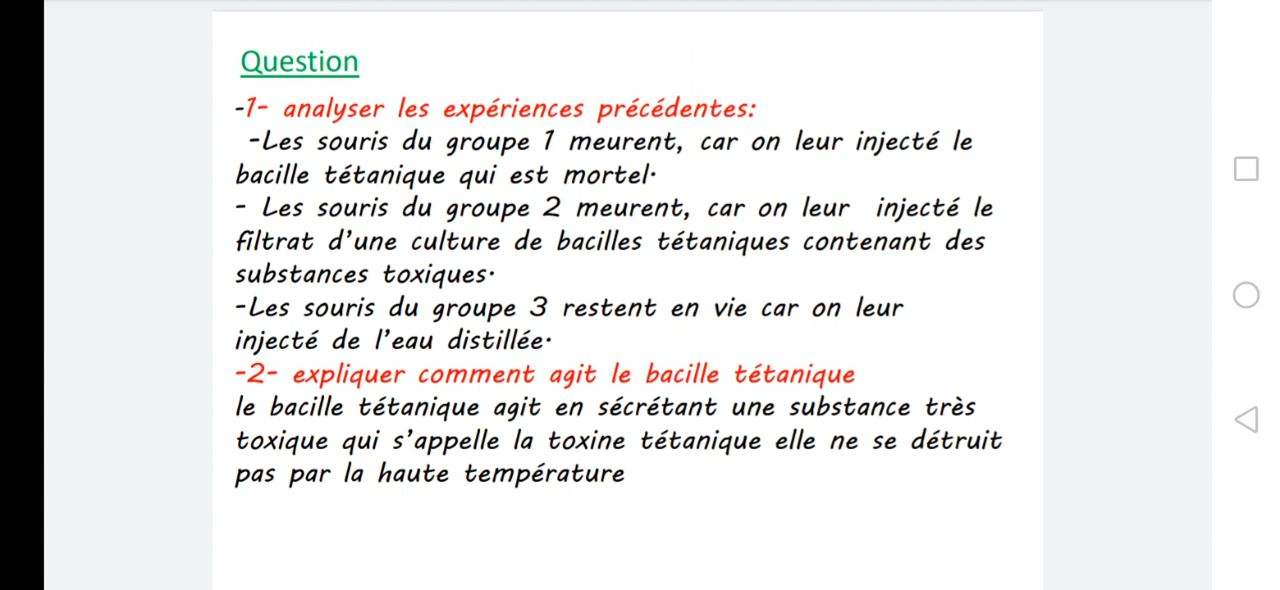 Question
-1- analyser les expériences précédentes:
-Les souris du groupe 1 meurent, car on leur injecté le
bacille tétanique qui est mortel·
- Les souris du groupe 2 meurent, car on leur injecté le
filtrat d’une culture de bacilles tétaniques contenant des
substances toxiques·
-Les souris du groupe 3 restent en vie car on leur
injecté de l’eau distillée·
-2- expliquer comment agit le bacille tétanique
le bacille tétanique agit en sécrétant une substance très
toxique qui s’appelle la toxine tétanique elle ne se détruit
pas par la haute température